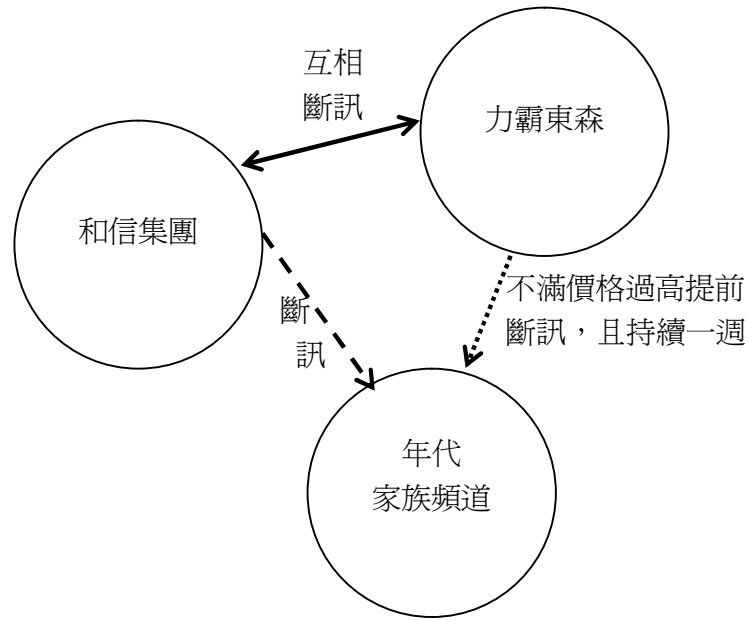 互相
斷訊
力霸東森
和信集團
不滿價格過高提前
斷訊，且持續一週
斷
訊
年代
家族頻道